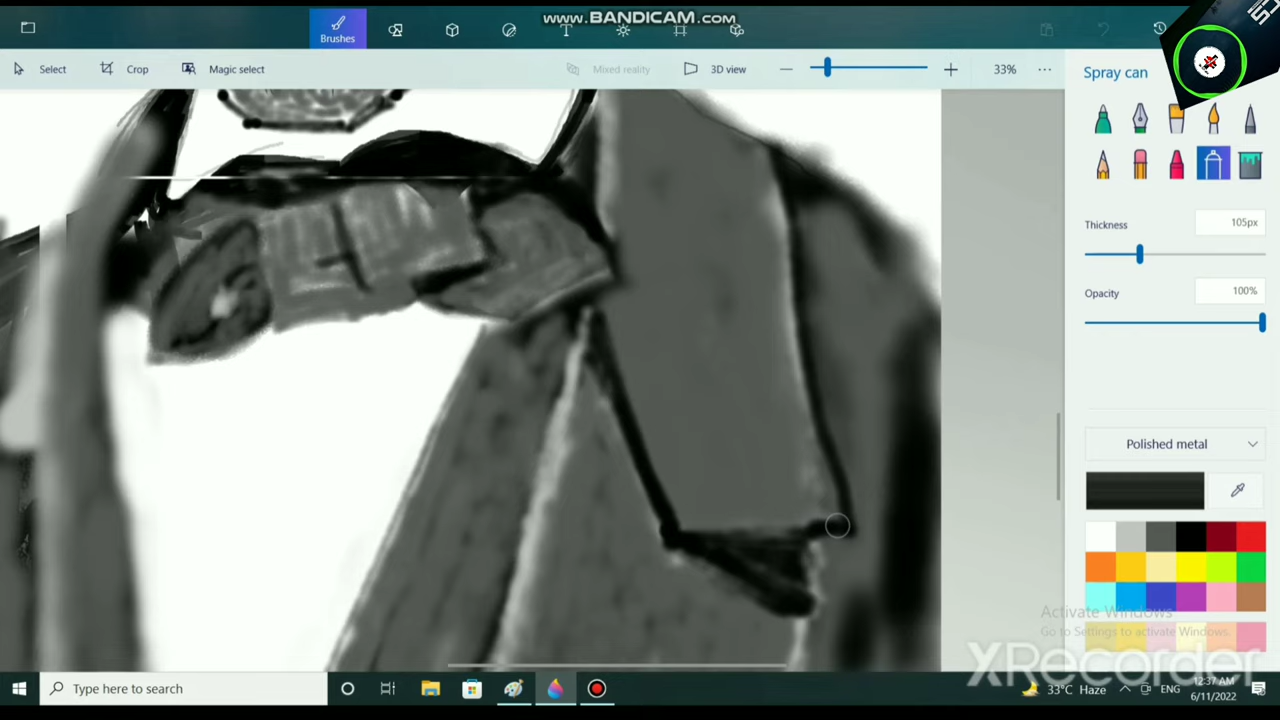 www.BANDICAM.com
Brushes
Select
Crop
Magic select
Mixed reality
3D view
33%
Spray can
Thickness
105px
Opacity
100%
Polished metal
Activate Windows
Go to Settings to activate Windows.
XRecorder
Type here to search
33°C Haze
ENG
12:37 AM
6/11/2022